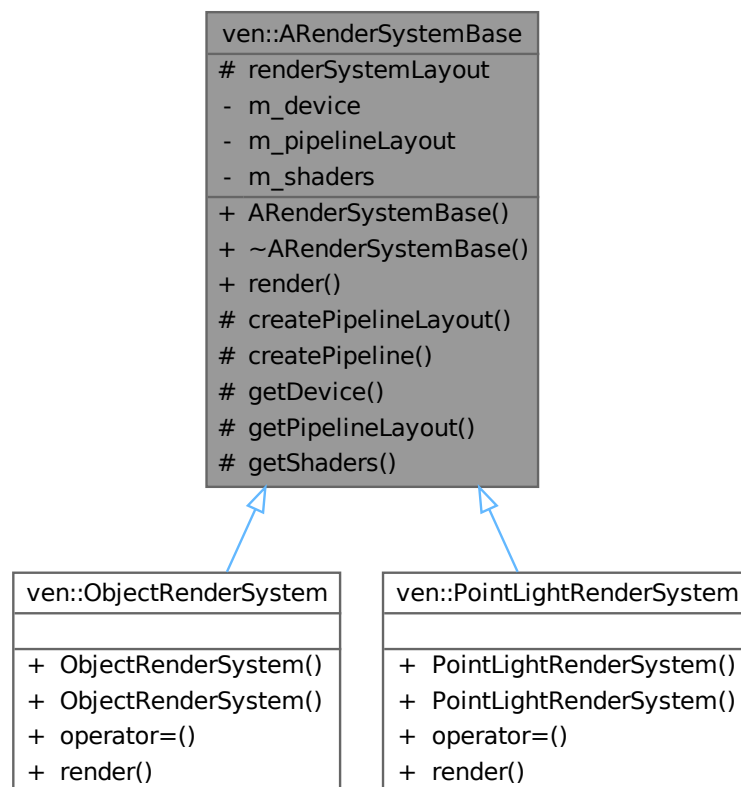 ven::ARenderSystemBase
# renderSystemLayout
- m_device
- m_pipelineLayout
- m_shaders
+ ARenderSystemBase()
+ ~ARenderSystemBase()
+ render()
# createPipelineLayout()
# createPipeline()
# getDevice()
# getPipelineLayout()
# getShaders()
ven::ObjectRenderSystem
+ ObjectRenderSystem()
+ ObjectRenderSystem()
+ operator=()
+ render()
ven::PointLightRenderSystem
+ PointLightRenderSystem()
+ PointLightRenderSystem()
+ operator=()
+ render()